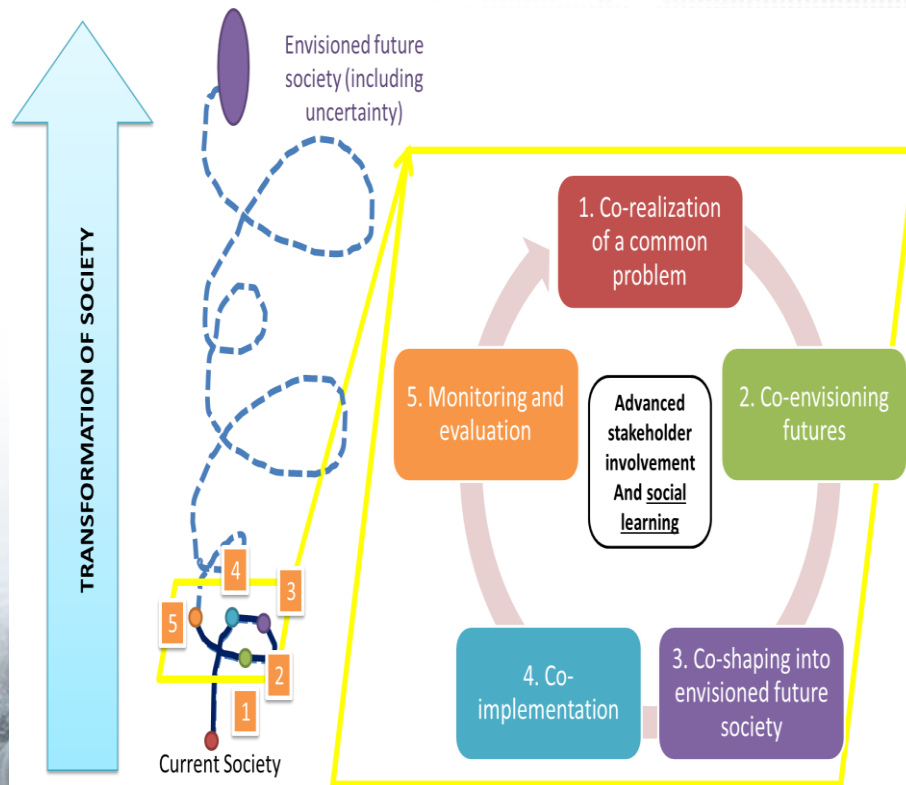 TRANSFORMATION OF SOCIETY
Envisioned future
society (including
uncertainty)
4
3
5
2
1
Current Society
1. Co-realization
of a common
problem
2. Co-envisioning
futures
3. Co-shaping into
envisioned future
society
4. Co-
implementation
5. Monitoring and
evaluation
Advanced
stakeholder
involvement
And social
learning